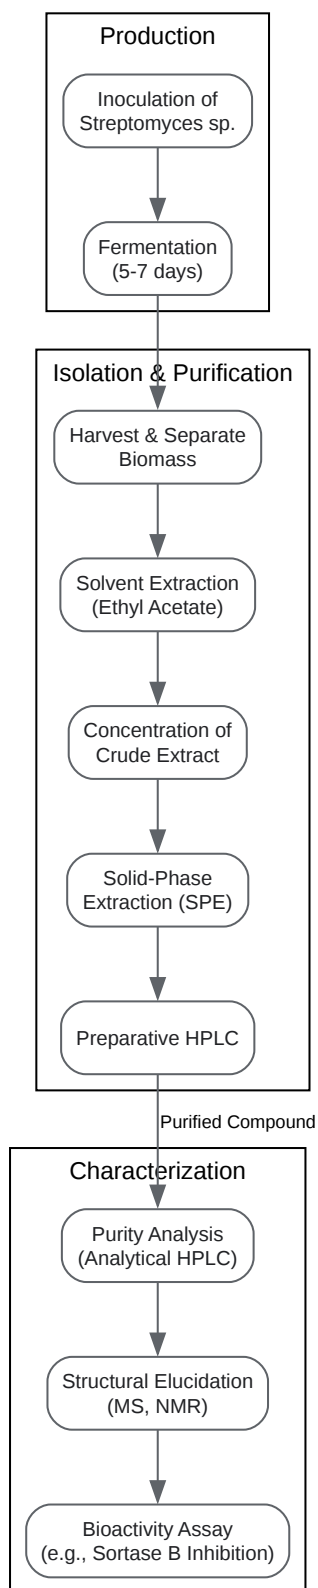 Production
Inoculation of
Streptomyces sp.
Fermentation
(5-7 days)
Isolation & Purification
Harvest & Separate
Biomass
Solvent Extraction
(Ethyl Acetate)
Concentration of
Crude Extract
Solid-Phase
Extraction (SPE)
Preparative HPLC
Purified Compound
Characterization
Purity Analysis
(Analytical HPLC)
Structural Elucidation
(MS, NMR)
Bioactivity Assay
(e.g., Sortase B Inhibition)